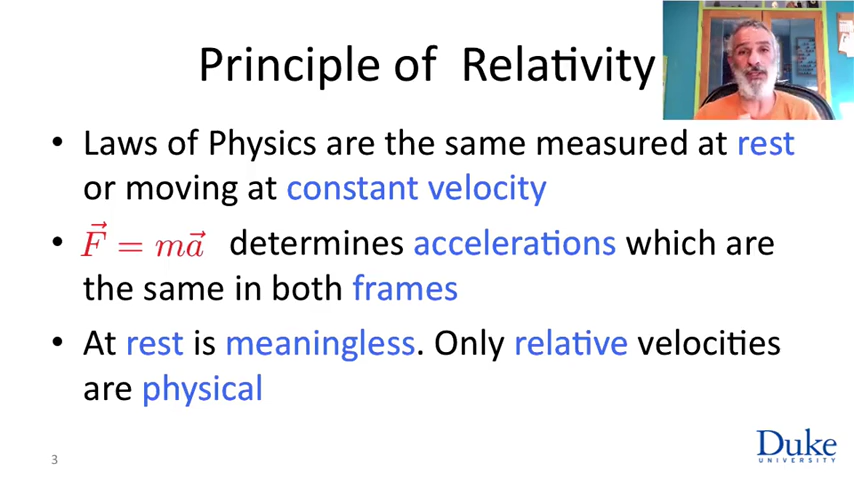 Principle of Relativity
• Laws of Physics are the same measured at rest
or moving at constant velocity
• $\vec{F} = m\vec{a}$ determines accelerations which are
the same in both frames
• At rest is meaningless. Only relative velocities
are physical
3
Duke
UNIVERSITY